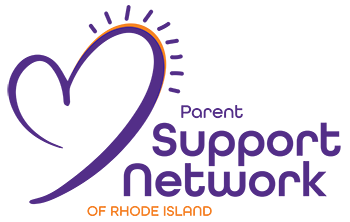 Parent
Support
Network
OF RHODE ISLAND